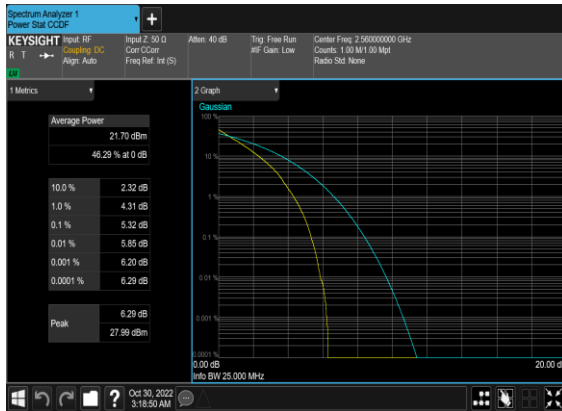 Spectrum Analyzer 1
Power Stat CCDF
+
KEYSIGHT
R T
Input: RF
Coupling: DC
Align: Auto
Input Z: 50 Ω
Corr CCorr
Freq Ref: Int (S)
Atten: 40 dB
Trig: Free Run
#IF Gain: Low
Center Freq: 2.560000000 GHz
Counts: 1.00 M/1.00 Mpt
Radio Std: None
1 Metrics
Average Power
21.70 dBm
46.29 % at 0 dB
10.0 % 2.32 dB
1.0 % 4.31 dB
0.1 % 5.32 dB
0.01 % 5.85 dB
0.001 % 6.20 dB
0.0001 % 6.29 dB
Peak
6.29 dB
27.99 dBm
2 Graph
Gaussian
100 %
10 %
1 %
0.1 %
0.01 %
0.001 %
0.0001 %
0.00 dB
20.00 d
Info BW 25.000 MHz
?
Oct 30, 2022
3:18:50 AM